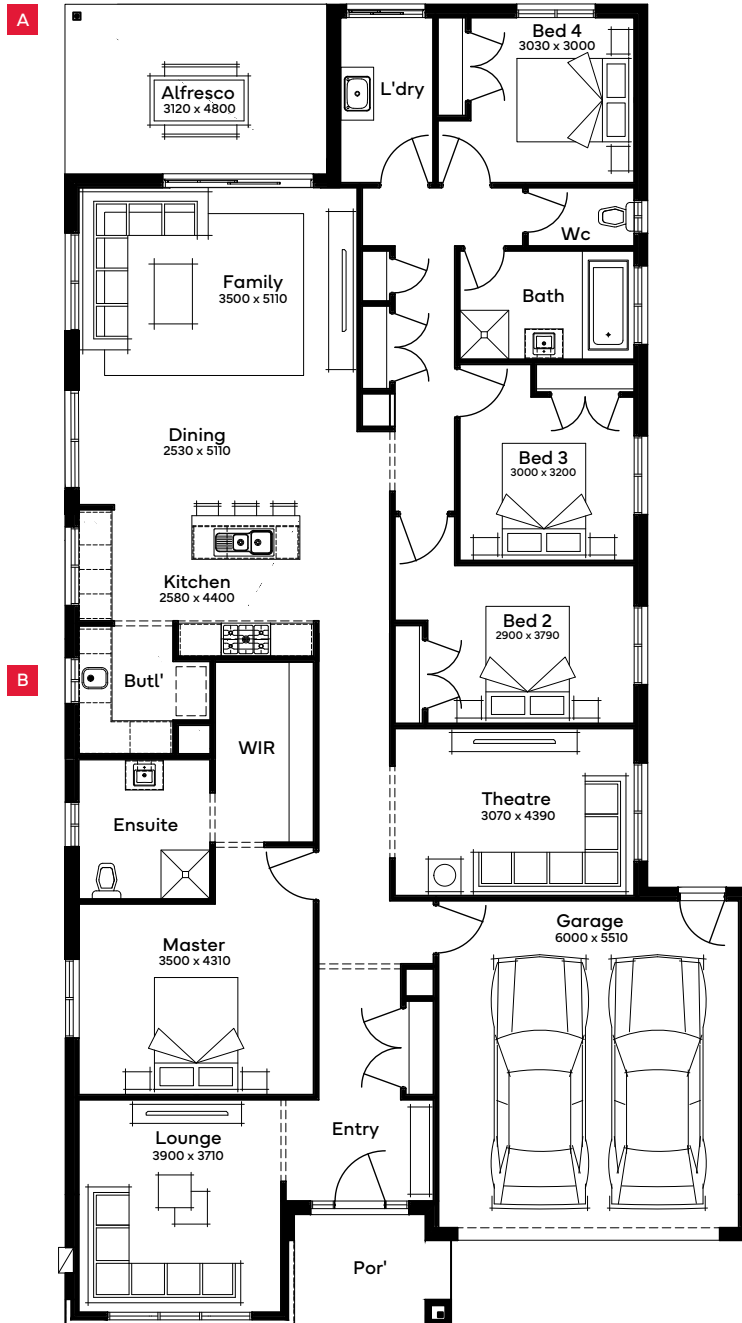 A
Bed 4
3030 x 3000
Alfresco
3120 x 4800
L'dry
Wc
Family
3500 x 5110
Bath
Dining
2530 x 5110
Bed 3
3000 x 3200
Kitchen
2580 x 4400
Bed 2
2900 x 3790
B
Butl'
WIR
Theatre
3070 x 4390
Ensuite
Garage
6000 x 5510
Master
3500 x 4310
Entry
Lounge
3900 x 3710
Por'